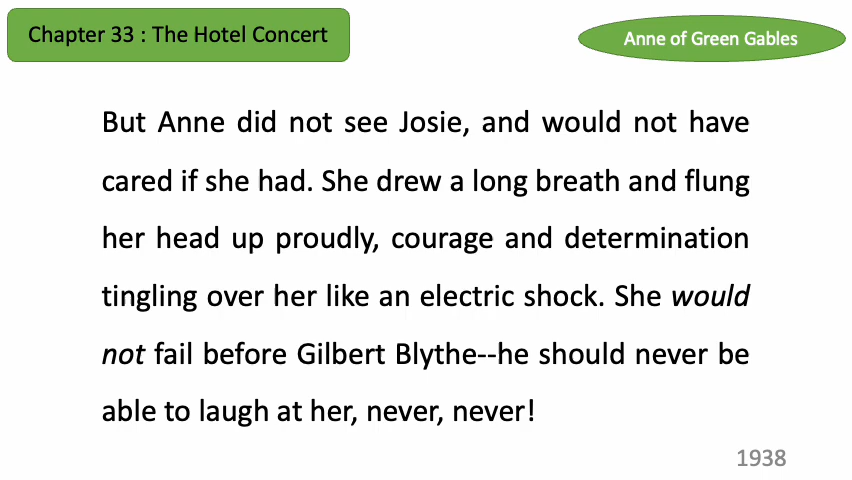 Chapter 33 : The Hotel Concert
Anne of Green Gables
But Anne did not see Josie, and would not have
cared if she had. She drew a long breath and flung
her head up proudly, courage and determination
tingling over her like an electric shock. She would
not fail before Gilbert Blythe--he should never be
able to laugh at her, never, never!
1938